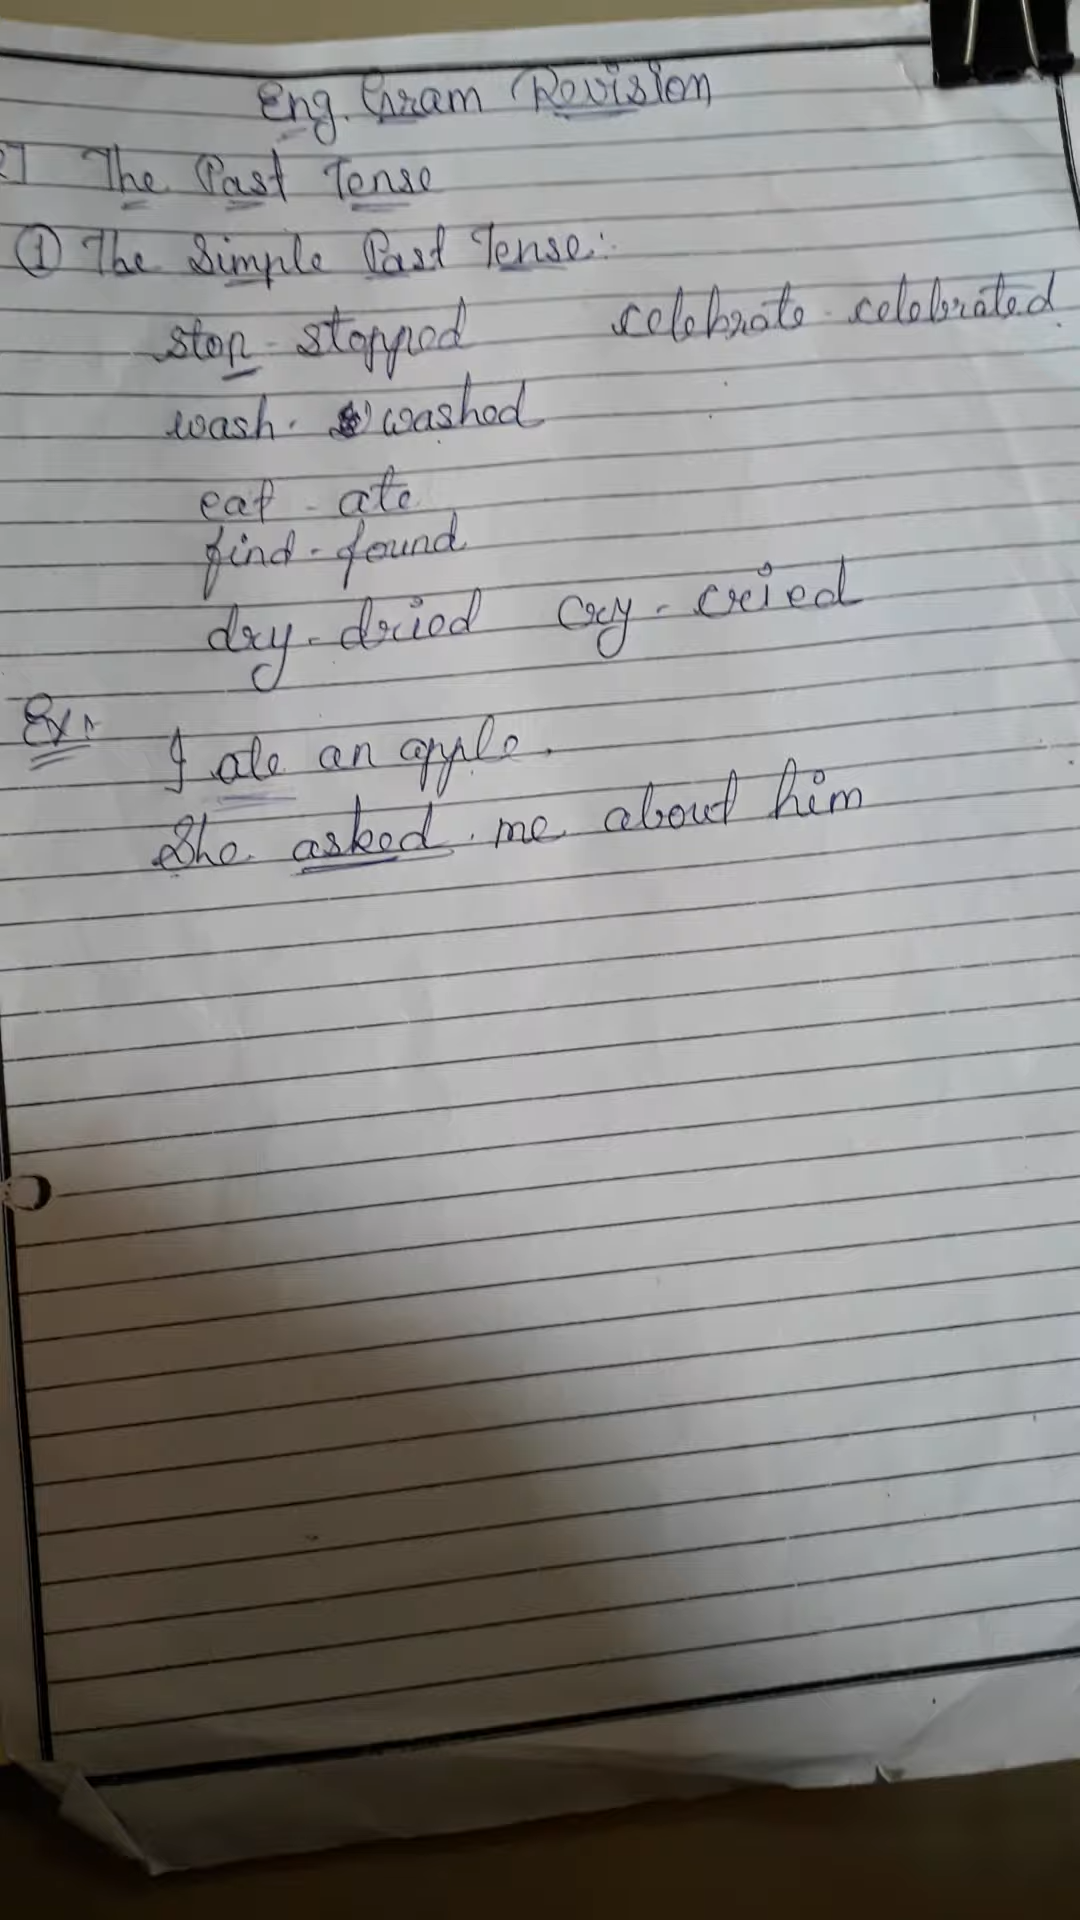 Eng. Gram Revision
2] The Past Tense
① The Simple Past Tense:
stop - stopped celebrate - celebrated
wash - washed
eat - ate
find - found
dry - dried cry - cried
Ex:
I ate an apple.
She asked me about him